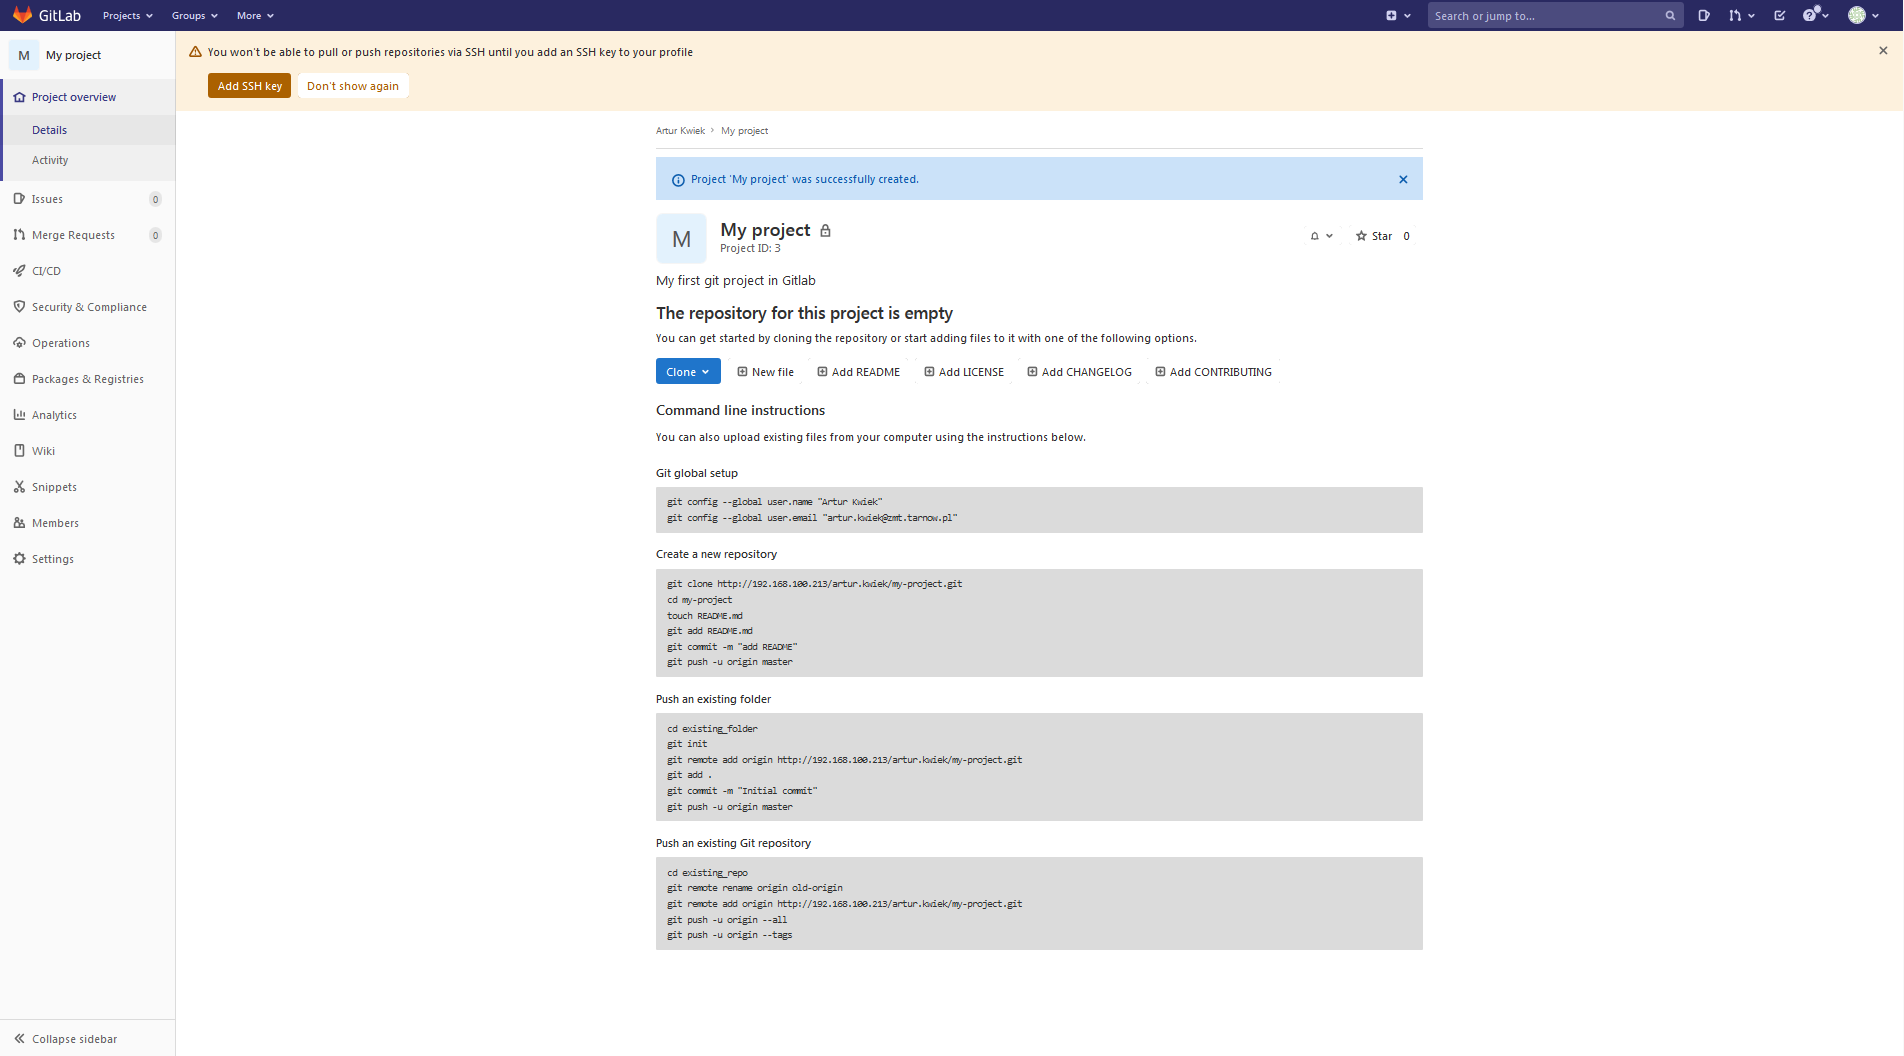 GitLab Projects Groups More Search or jump to...
M My project
Project overview
Details
Activity
Issues 0
Merge Requests 0
CI/CD
Security & Compliance
Operations
Packages & Registries
Analytics
Wiki
Snippets
Members
Settings
Collapse sidebar
You won't be able to pull or push repositories via SSH until you add an SSH key to your profile
Add SSH key Don't show again
Artur Kwiek › My project
Project 'My project' was successfully created.
M
My project
Project ID: 3
Star 0
My first git project in Gitlab
The repository for this project is empty
You can get started by cloning the repository or start adding files to it with one of the following options.
Clone New file Add README Add LICENSE Add CHANGELOG Add CONTRIBUTING
Command line instructions
You can also upload existing files from your computer using the instructions below.
Git global setup
git config --global user.name "Artur Kwiek"
git config --global user.email "artur.kwiek@zmt.tarnow.pl"
Create a new repository
git clone http://192.168.100.213/artur.kwiek/my-project.git
cd my-project
touch README.md
git add README.md
git commit -m "add README"
git push -u origin master
Push an existing folder
cd existing_folder
git init
git remote add origin http://192.168.100.213/artur.kwiek/my-project.git
git add .
git commit -m "Initial commit"
git push -u origin master
Push an existing Git repository
cd existing_repo
git remote rename origin old-origin
git remote add origin http://192.168.100.213/artur.kwiek/my-project.git
git push -u origin --all
git push -u origin --tags